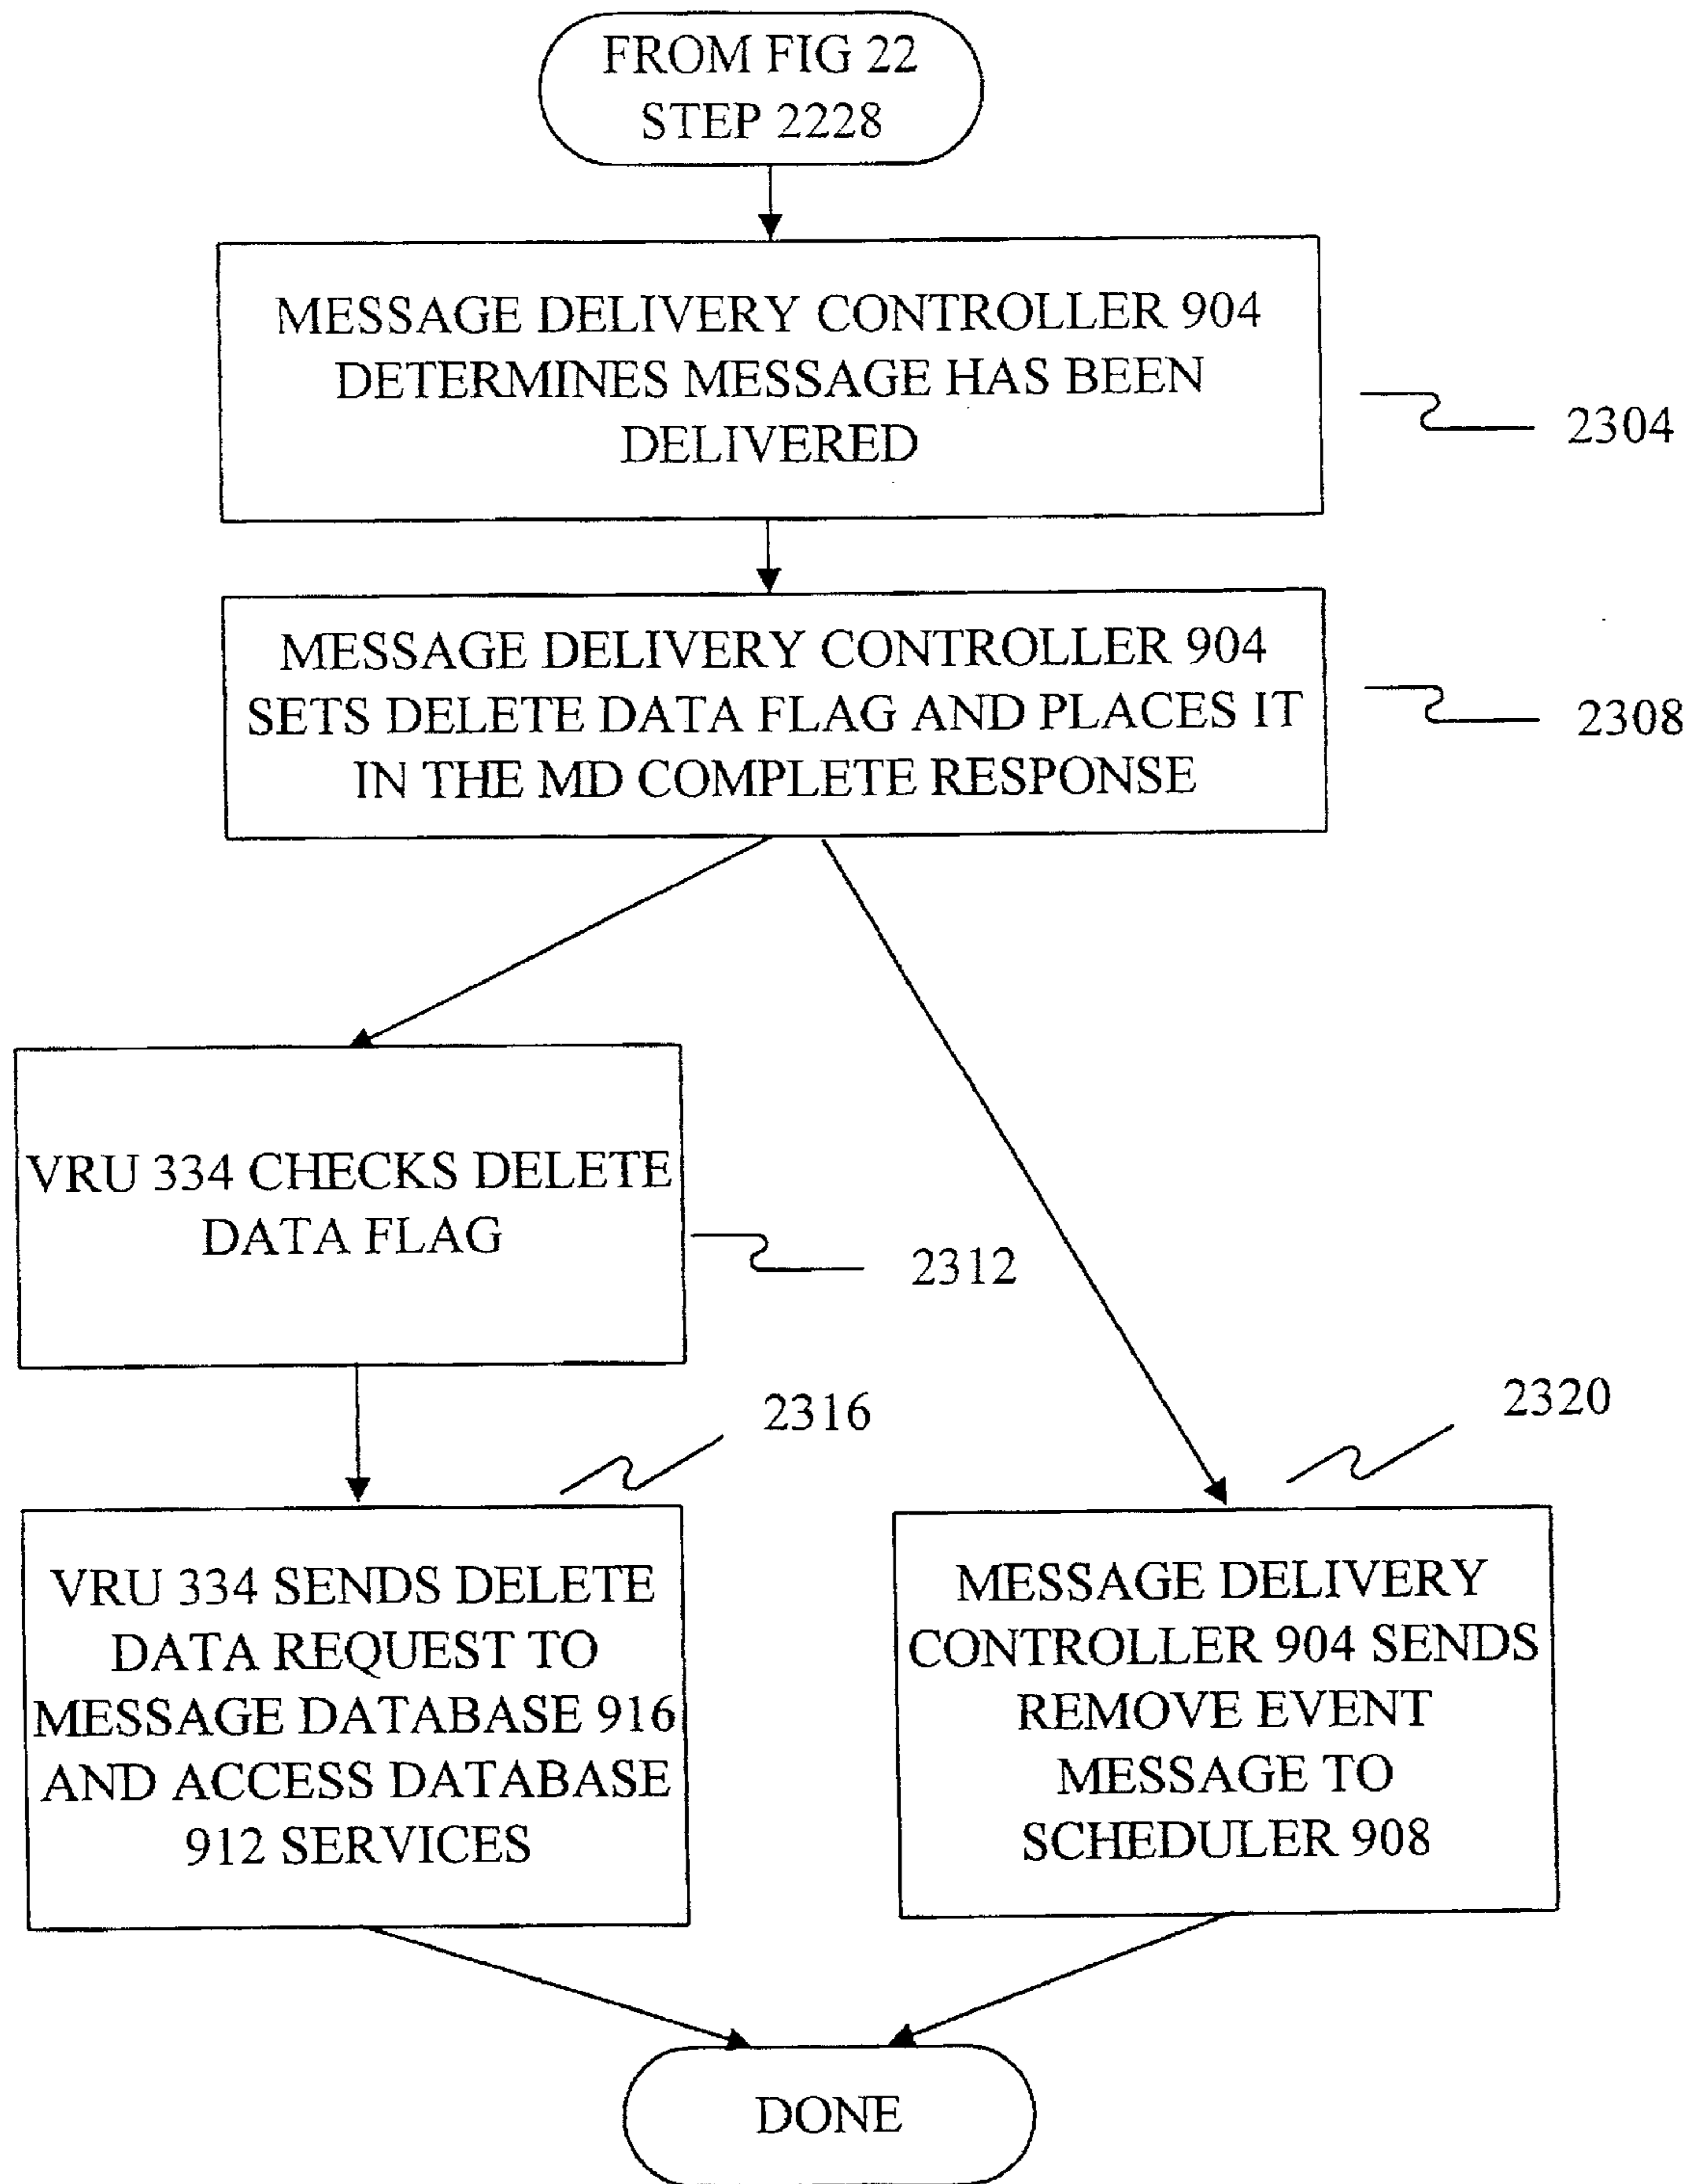 FROM FIG 22
STEP 2228
MESSAGE DELIVERY CONTROLLER 904
DETERMINES MESSAGE HAS BEEN
DELIVERED
2304
MESSAGE DELIVERY CONTROLLER 904
SETS DELETE DATA FLAG AND PLACES IT
IN THE MD COMPLETE RESPONSE
2308
VRU 334 CHECKS DELETE
DATA FLAG
2312
2316
VRU 334 SENDS DELETE
DATA REQUEST TO
MESSAGE DATABASE 916
AND ACCESS DATABASE
912 SERVICES
2320
MESSAGE DELIVERY
CONTROLLER 904 SENDS
REMOVE EVENT
MESSAGE TO
SCHEDULER 908
DONE